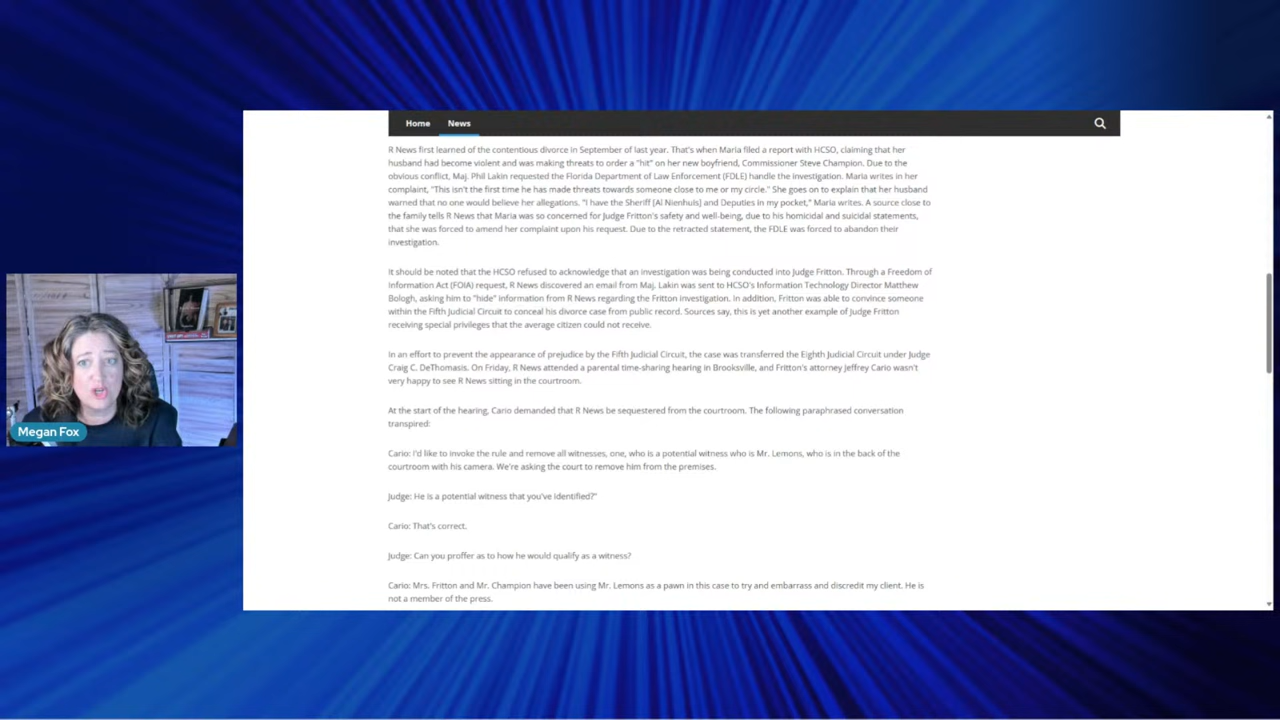 Home News
R News first learned of the contentious divorce in September of last year. That's when Maria filed a report with HCSO, claiming that her
husband had become violent and was making threats to order a "hit" on her new boyfriend, Commissioner Steve Champion. Due to the
obvious conflict, Maj. Phil Lakin requested the Florida Department of Law Enforcement (FDLE) handle the investigation. Maria writes in her
complaint, "This isn't the first time he has made threats towards someone close to me or my circle." She goes on to explain that her husband
warned that no one would believe her allegations. "I have the Sheriff [Al Nienhuis] and Deputies in my pocket," Maria writes. A source close to
the family tells R News that Maria was so concerned for Judge Fritton's safety and well-being, due to his homicidal and suicidal statements,
that she was forced to amend her complaint upon his request. Due to the retracted statement, the FDLE was forced to abandon their
investigation.
It should be noted that the HCSO refused to acknowledge that an investigation was being conducted into Judge Fritton. Through a Freedom of
Information Act (FOIA) request, R News discovered an email from Maj. Lakin was sent to HCSO's Information Technology Director Matthew
Bologh, asking him to "hide" information from R News regarding the Fritton investigation. In addition, Fritton was able to convince someone
within the Fifth Judicial Circuit to conceal his divorce case from public record. Sources say, this is yet another example of Judge Fritton
receiving special privileges that the average citizen could not receive.
In an effort to prevent the appearance of prejudice by the Fifth Judicial Circuit, the case was transferred the Eighth Judicial Circuit under Judge
Craig C. DeThomasis. On Friday, R News attended a parental time-sharing hearing in Brooksville, and Fritton's attorney Jeffrey Cario wasn't
very happy to see R News sitting in the courtroom.
At the start of the hearing, Cario demanded that R News be sequestered from the courtroom. The following paraphrased conversation
transpired:
Cario: I'd like to invoke the rule and remove all witnesses, one, who is a potential witness who is Mr. Lemons, who is in the back of the
courtroom with his camera. We're asking the court to remove him from the premises.
Judge: He is a potential witness that you've identified?"
Cario: That's correct.
Judge: Can you proffer as to how he would qualify as a witness?
Cario: Mrs. Fritton and Mr. Champion have been using Mr. Lemons as a pawn in this case to try and embarrass and discredit my client. He is
not a member of the press.
Megan Fox